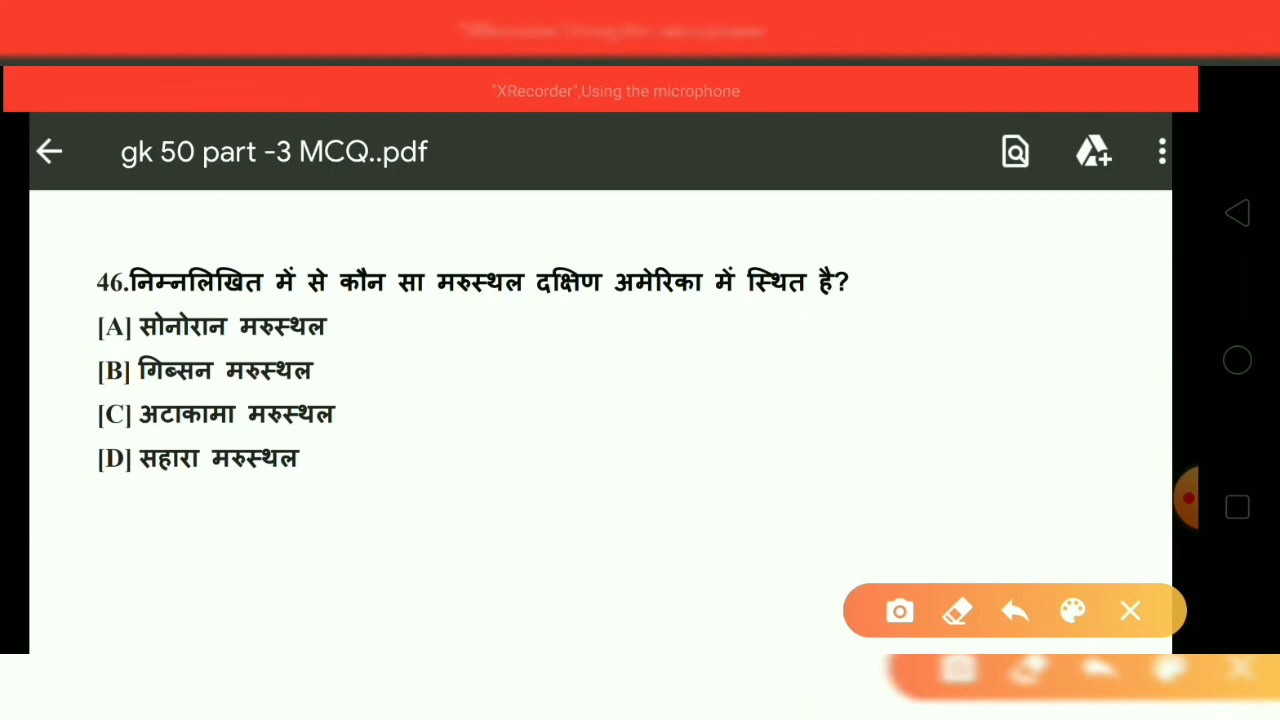 "XRecorder",Using the microphone
gk 50 part -3 MCQ..pdf
46.निम्नलिखित में से कौन सा मरुस्थल दक्षिण अमेरिका में स्थित है?
[A] सोनोरान मरुस्थल
[B] गिब्सन मरुस्थल
[C] अटाकामा मरुस्थल
[D] सहारा मरुस्थल